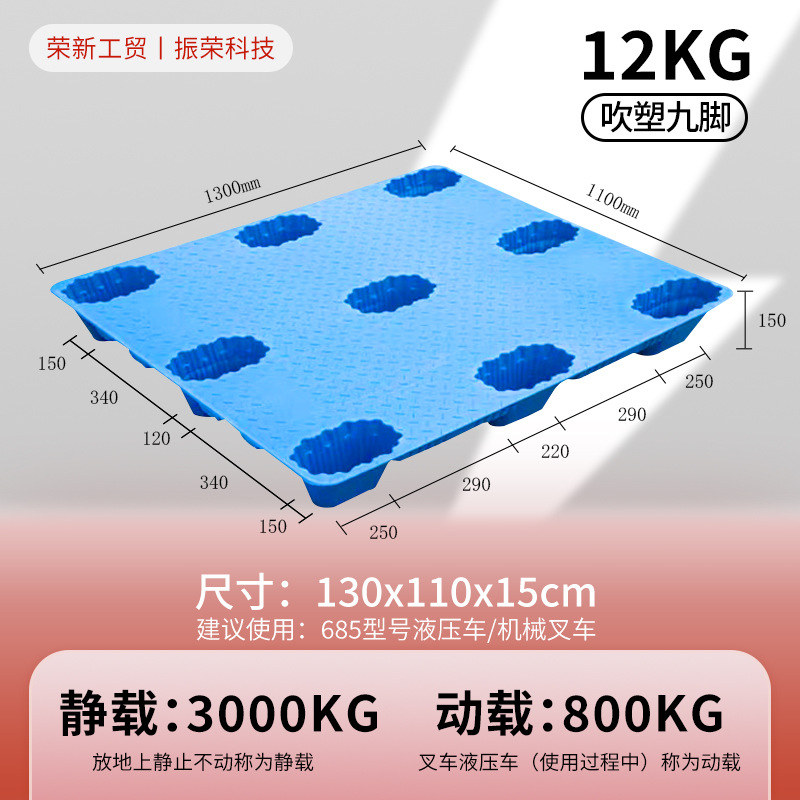 荣新工贸丨振荣科技
12KG
吹塑九脚
1300mm
1100mm
150
150
340
120
340
150
250
290
220
290
250
尺寸：130x110x15cm
建议使用：685型号液压车/机械叉车
静载:3000KG
放地上静止不动称为静载
动载:800KG
叉车液压车（使用过程中）称为动载